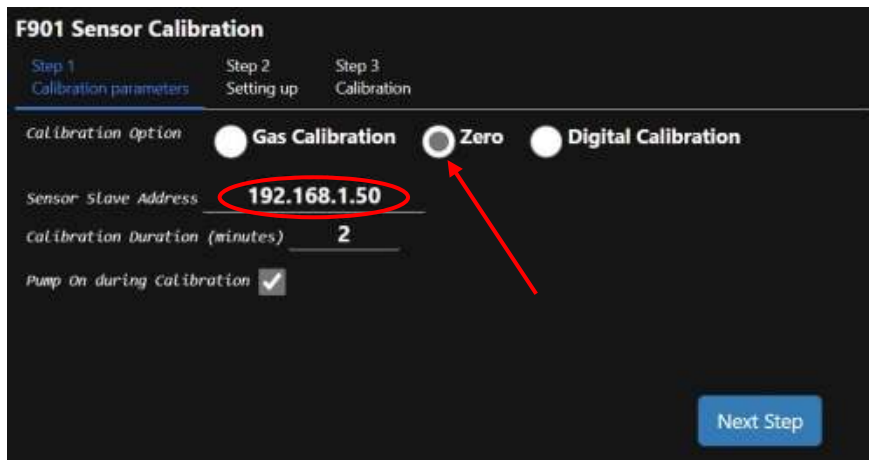 F901 Sensor Calibration
Step 1 Step 2 Step 3
Calibration parameters Setting up Calibration
Calibration Option Gas Calibration Zero Digital Calibration
Sensor Slave Address 192.168.1.50
Calibration Duration (minutes) 2
Pump On during Calibration
Next Step